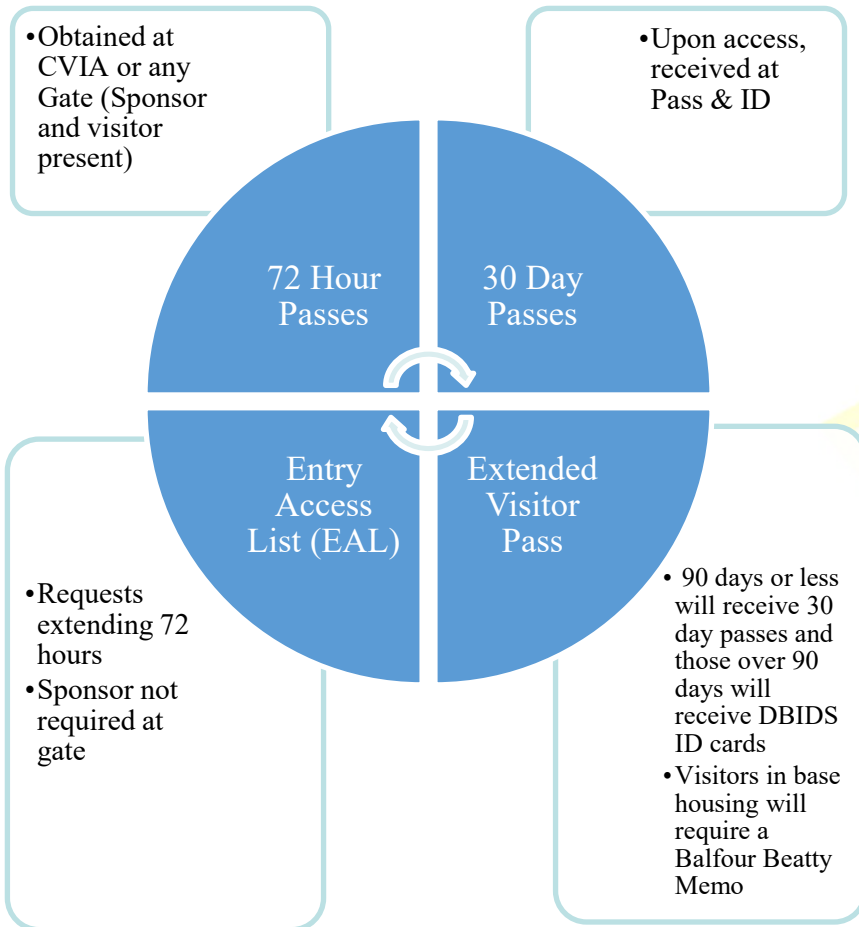 •Obtained at
CVIA or any
Gate (Sponsor
and visitor
present)
•Upon access,
received at
Pass & ID
72 Hour
Passes
30 Day
Passes
Entry
Access
List (EAL)
Extended
Visitor
Pass
•Requests
extending 72
hours
•Sponsor not
required at
gate
• 90 days or less
will receive 30
day passes and
those over 90
days will
receive DBIDS
ID cards
•Visitors in base
housing will
require a
Balfour Beatty
Memo